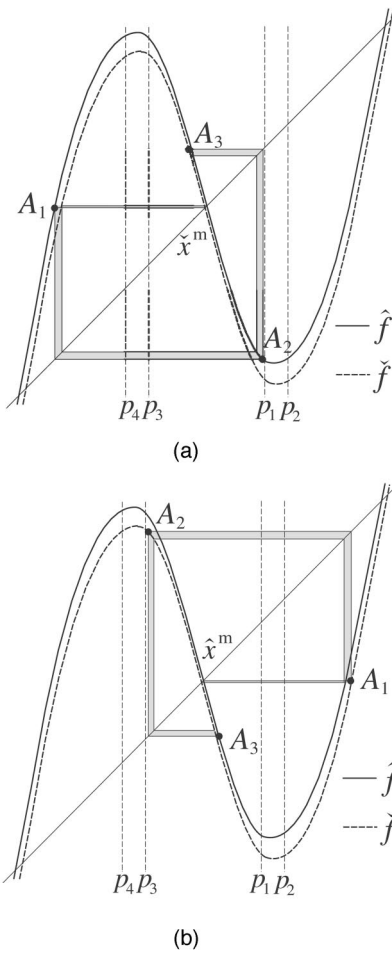 A₃
A₁
x̌ᵐ
A₂
f̂
f̌
p₄ p₃ p₁ p₂
(a)
A₂
x̂ᵐ
A₁
A₃
f̂
f̌
p₄ p₃ p₁ p₂
(b)